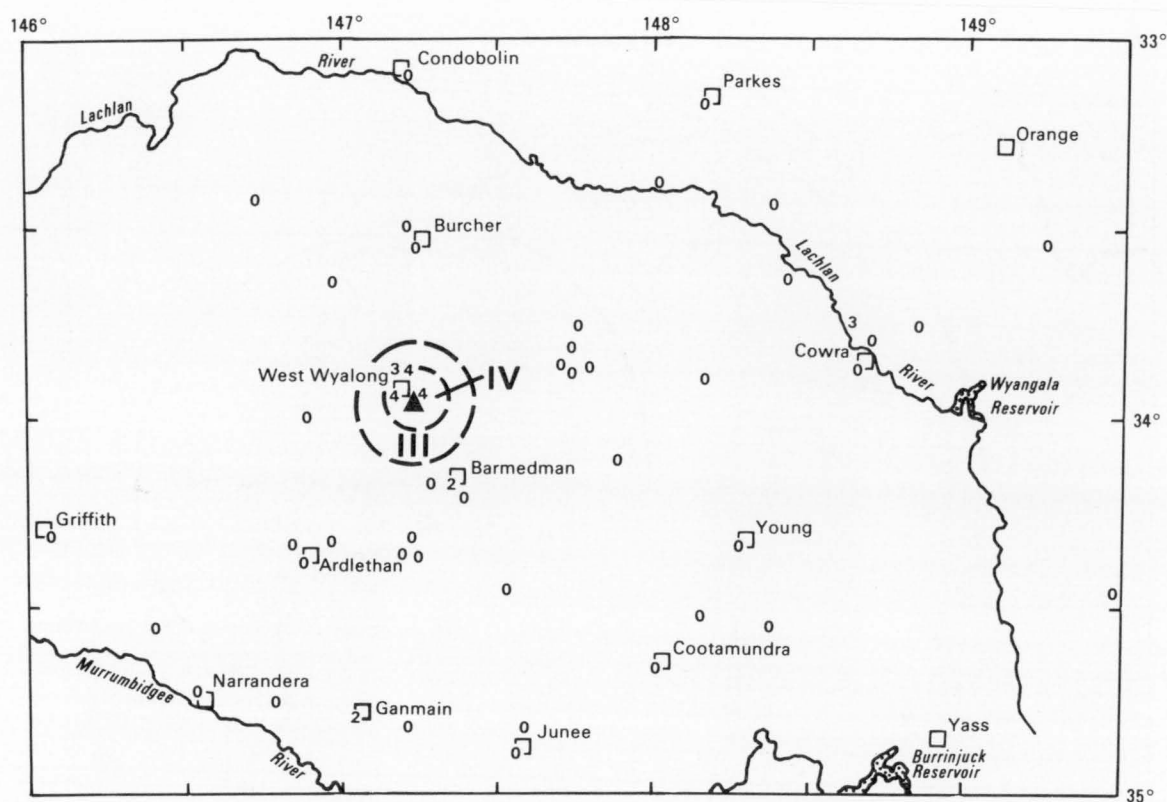 146° 147° 148° 149°
33°
River
Condobolin
0
Lachlan
Parkes
0
Orange
0
0
0
0
Burcher
0
0
0
Lachlan
0
0
0
3
0
0
Cowra
0
0
0
0
0
0
River
Wyangala
Reservoir
West Wyalong
3 4
4 4
IV
III
0
34°
0
Barmedman
2
0
0
Griffith
0
Young
0
0
0
0
0
0
0
Ardlethan
0
0
0
0
0
Cootamundra
0
Murrumbidgee
Narrandera
0
0
Ganmain
2
0
0
Junee
0
Yass
River
Burrinjuck
Reservoir
35°